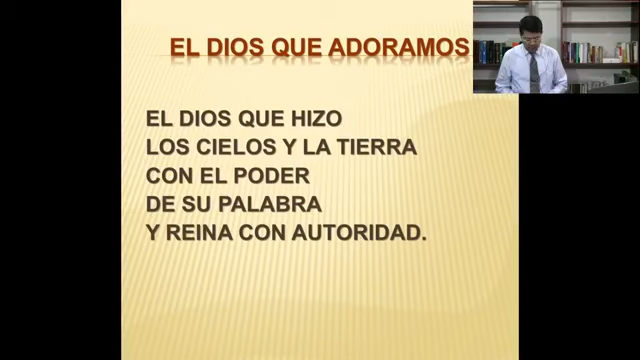 EL DIOS QUE ADORAMOS
EL DIOS QUE HIZO
LOS CIELOS Y LA TIERRA
CON EL PODER
DE SU PALABRA
Y REINA CON AUTORIDAD.